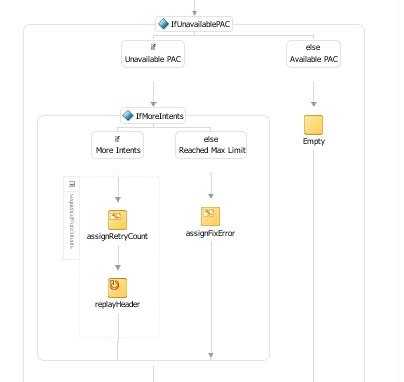 IfUnavailablePAC
if
Unavailable PAC
else
Available PAC
IfMoreIntents
if
More Intents
else
Reached Max Limit
Empty
assignRetryCount
assignFixError
replayHeader